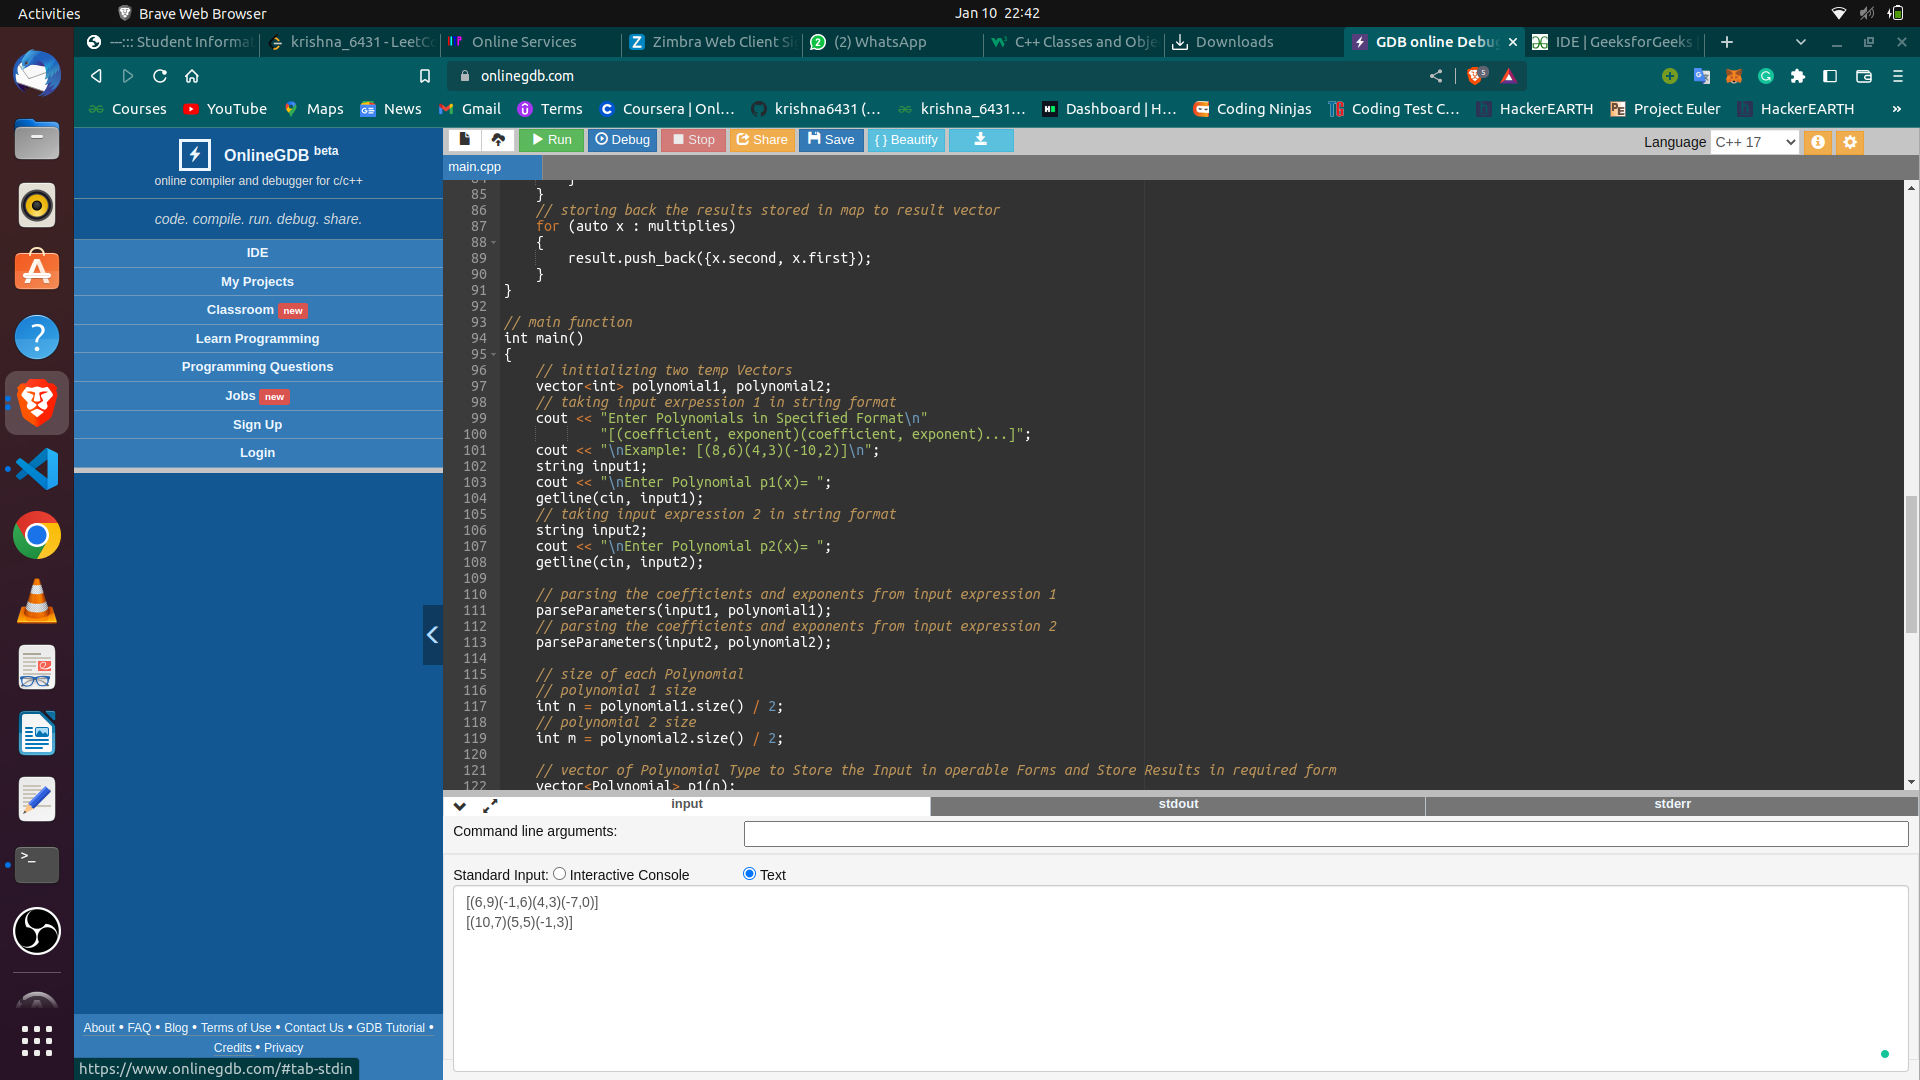 Activities
Brave Web Browser
Jan 10 22:42
—::: Student Informa
krishna_6431 - LeetCo
Online Services
Zimbra Web Client Si
(2) WhatsApp
C++ Classes and Obje
Downloads
GDB online Debug
IDE | GeeksforGeeks
onlinegdb.com
Courses
YouTube
Maps
News
Gmail
Terms
Coursera | Onl...
krishna6431 (...
krishna_6431...
Dashboard | H...
Coding Ninjas
Coding Test C...
HackerEARTH
Project Euler
HackerEARTH
»
OnlineGDB beta
online compiler and debugger for c/c++
code. compile. run. debug. share.
IDE
My Projects
Classroom new
Learn Programming
Programming Questions
Jobs new
Sign Up
Login
About • FAQ • Blog • Terms of Use • Contact Us • GDB Tutorial •
Credits • Privacy
https://www.onlinegdb.com/#tab-stdin
Run
Debug
Stop
Share
Save
{ } Beautify
Language C++ 17
main.cpp
84 }
85 }
86 // storing back the results stored in map to result vector
87 for (auto x : multiplies)
88 {
89 result.push_back({x.second, x.first});
90 }
91 }
92
93 // main function
94 int main()
95 {
96 // initializing two temp Vectors
97 vector<int> polynomial1, polynomial2;
98 // taking input exrpession 1 in string format
99 cout << "Enter Polynomials in Specified Format\n"
100 "[(coefficient, exponent)(coefficient, exponent)...]";
101 cout << "\nExample: [(8,6)(4,3)(-10,2)]\n";
102 string input1;
103 cout << "\nEnter Polynomial p1(x)= ";
104 getline(cin, input1);
105 // taking input expression 2 in string format
106 string input2;
107 cout << "\nEnter Polynomial p2(x)= ";
108 getline(cin, input2);
109
110 // parsing the coefficients and exponents from input expression 1
111 parseParameters(input1, polynomial1);
112 // parsing the coefficients and exponents from input expression 2
113 parseParameters(input2, polynomial2);
114
115 // size of each Polynomial
116 // polynomial 1 size
117 int n = polynomial1.size() / 2;
118 // polynomial 2 size
119 int m = polynomial2.size() / 2;
120
121 // vector of Polynomial Type to Store the Input in operable Forms and Store Results in required form
122 vector<Polynomial> p1(n);
input
stdout
stderr
Command line arguments:
Standard Input: Interactive Console Text
[(6,9)(-1,6)(4,3)(-7,0)]
[(10,7)(5,5)(-1,3)]